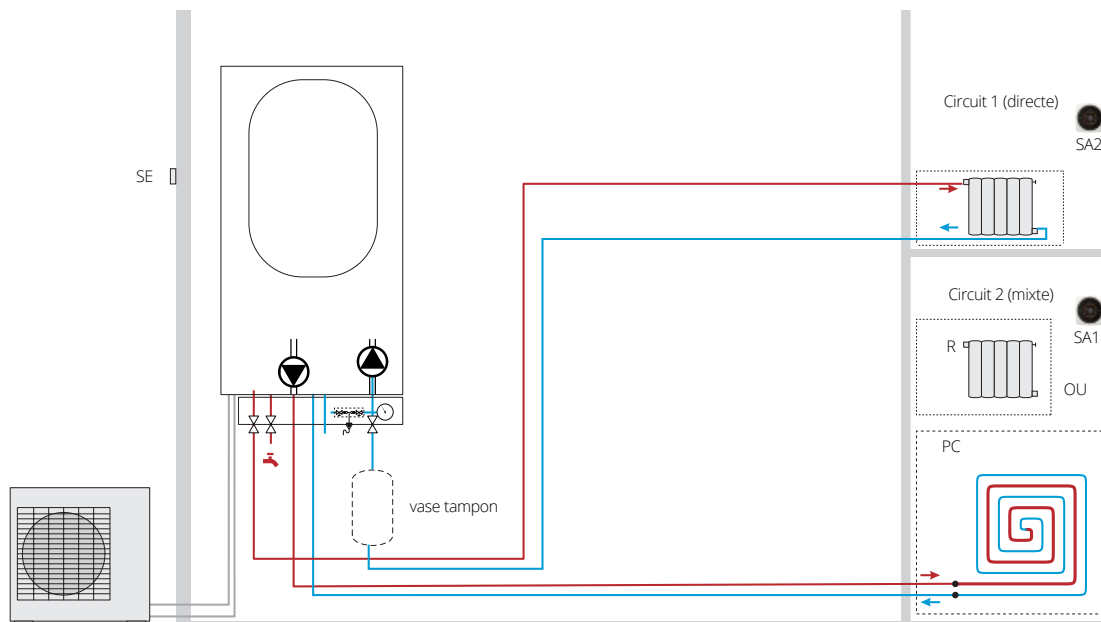 Circuit 1 (directe)
SA2
SE
Circuit 2 (mixte)
SA1
R
OU
PC
vase tampon